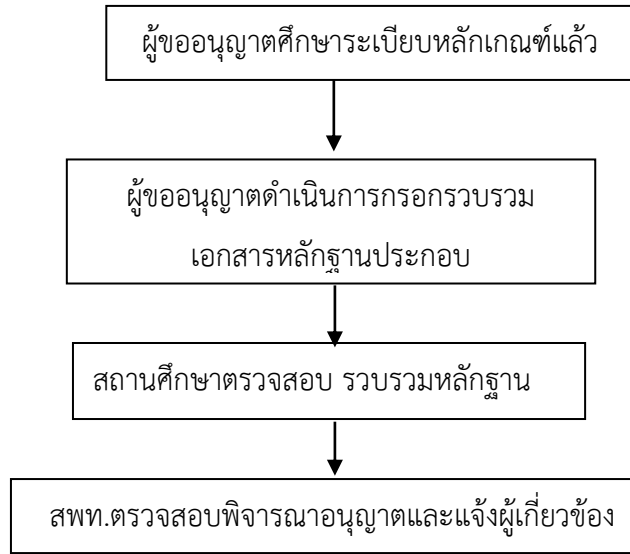 ผู้ขออนุญาตศึกษาระเบียบหลักเกณฑ์แล้ว
ผู้ขออนุญาตดำเนินการกรอกรวบรวม
เอกสารหลักฐานประกอบ
สถานศึกษาตรวจสอบ รวบรวมหลักฐาน
สพท.ตรวจสอบพิจารณาอนุญาตและแจ้งผู้เกี่ยวข้อง